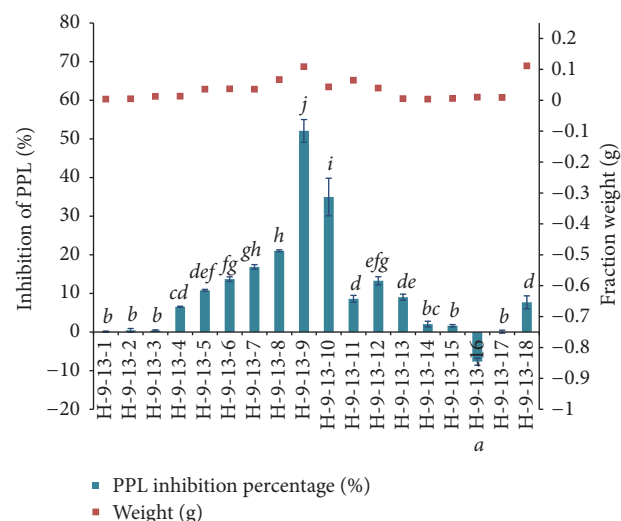 Inhibition of PPL (%)
80
70
60
50
40
30
20
10
0
−10
−20
b
b
b
cd
def
fg
gh
h
j
i
d
efg
de
bc
b
a
b
d
H-9-13-1
H-9-13-2
H-9-13-3
H-9-13-4
H-9-13-5
H-9-13-6
H-9-13-7
H-9-13-8
H-9-13-9
H-9-13-10
H-9-13-11
H-9-13-12
H-9-13-13
H-9-13-14
H-9-13-15
H-9-13-16
H-9-13-17
H-9-13-18
0.2
0.1
0
−0.1
−0.2
−0.3
−0.4
−0.5
−0.6
−0.7
−0.8
−0.9
−1
Fraction weight (g)
PPL inhibition percentage (%)
Weight (g)